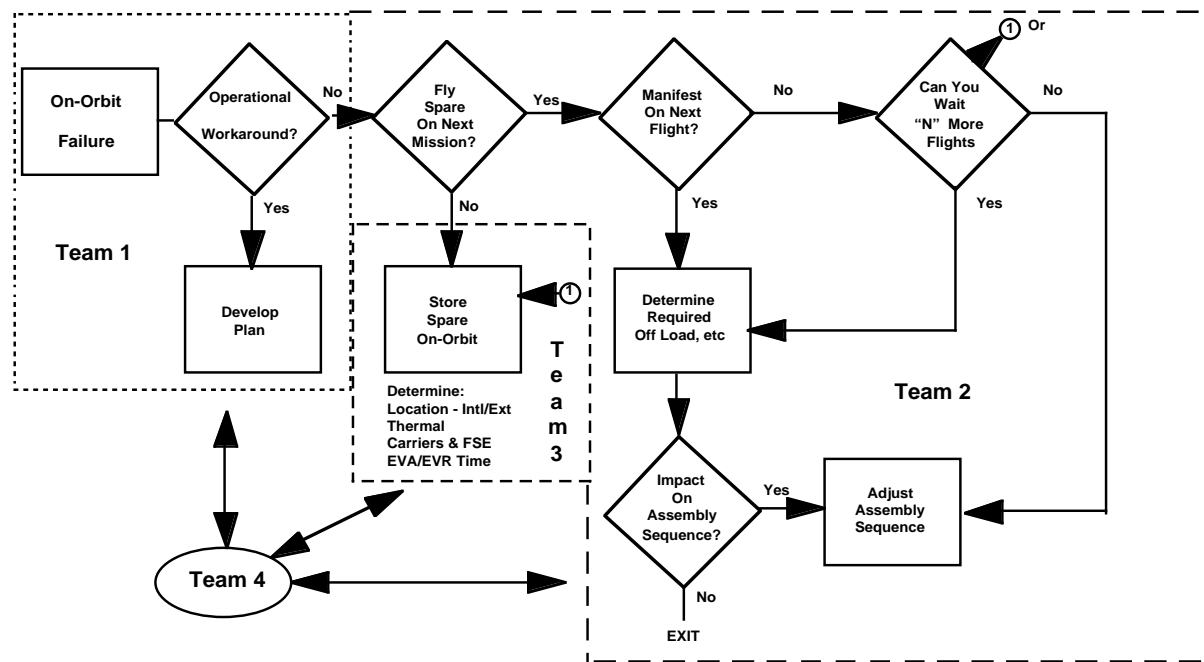 On-Orbit
Failure
Operational
Workaround?
No
Yes
Team 1
Develop
Plan
Fly
Spare
On Next
Mission?
Yes
No
Store
Spare
On-Orbit
1
Determine:
Location - Intl/Ext
Thermal
Carriers & FSE
EVA/EVR Time
T
e
a
m
3
Manifest
On Next
Flight?
No
Yes
Can You
Wait
“N” More
Flights
1 Or
No
Yes
Determine
Required
Off Load, etc
Team 2
Impact
On
Assembly
Sequence?
Yes
No
EXIT
Adjust
Assembly
Sequence
Team 4